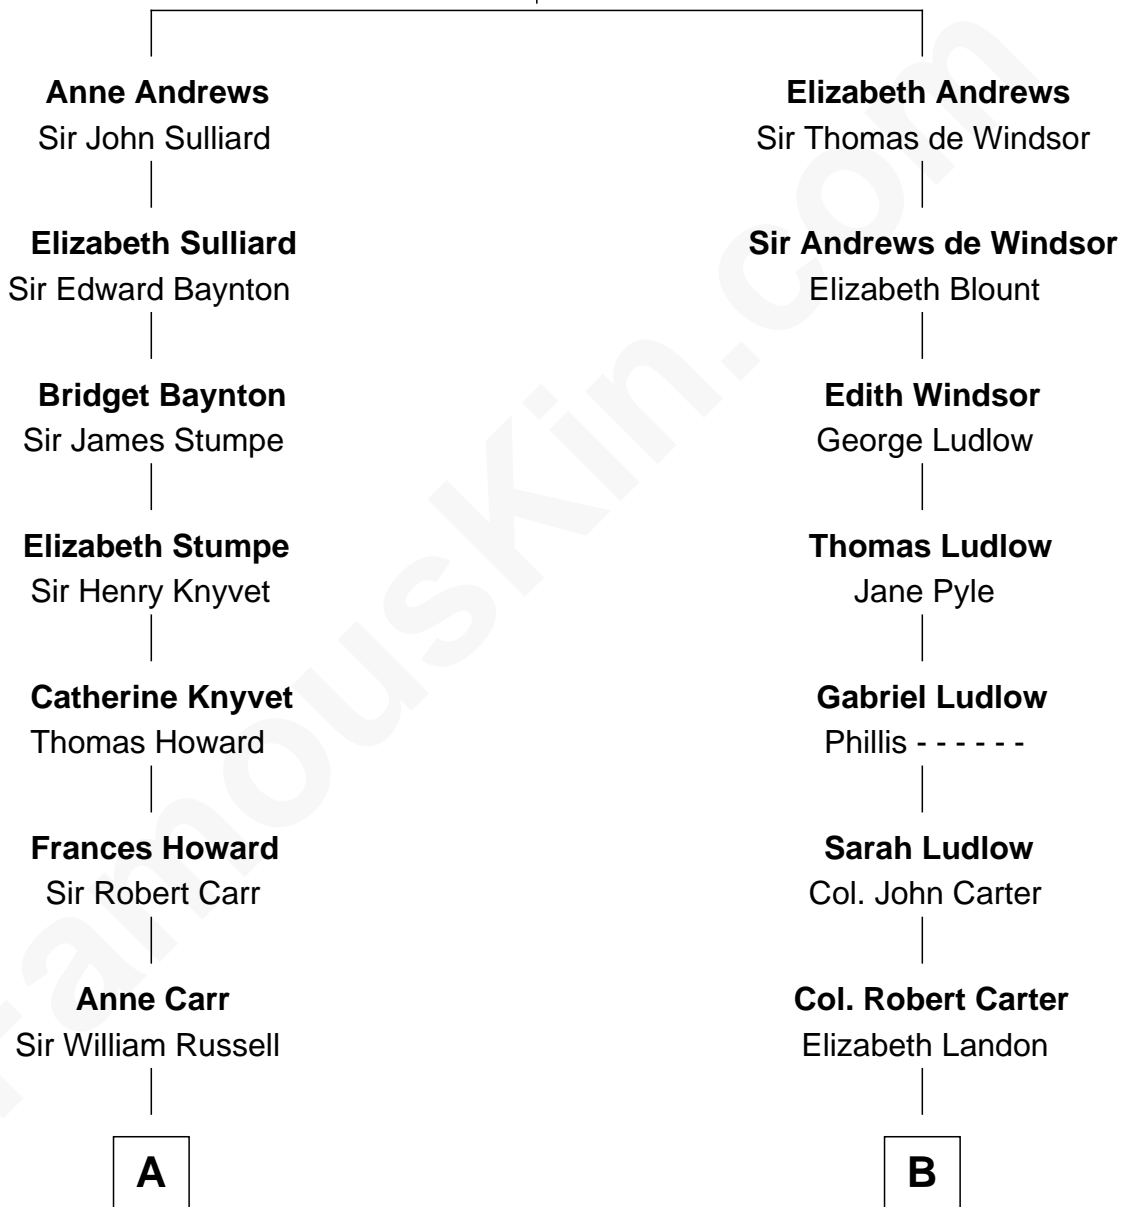 Anne Andrews
Sir John Sulliard
Elizabeth Sulliard
Sir Edward Baynton
Bridget Baynton
Sir James Stumpe
Elizabeth Stumpe
Sir Henry Knyvet
Catherine Knyvet
Thomas Howard
Frances Howard
Sir Robert Carr
Anne Carr
Sir William Russell
A
Elizabeth Andrews
Sir Thomas de Windsor
Sir Andrews de Windsor
Elizabeth Blount
Edith Windsor
George Ludlow
Thomas Ludlow
Jane Pyle
Gabriel Ludlow
Phillis - - - - - -
Sarah Ludlow
Col. John Carter
Col. Robert Carter
Elizabeth Landon
B
FamousKin.com